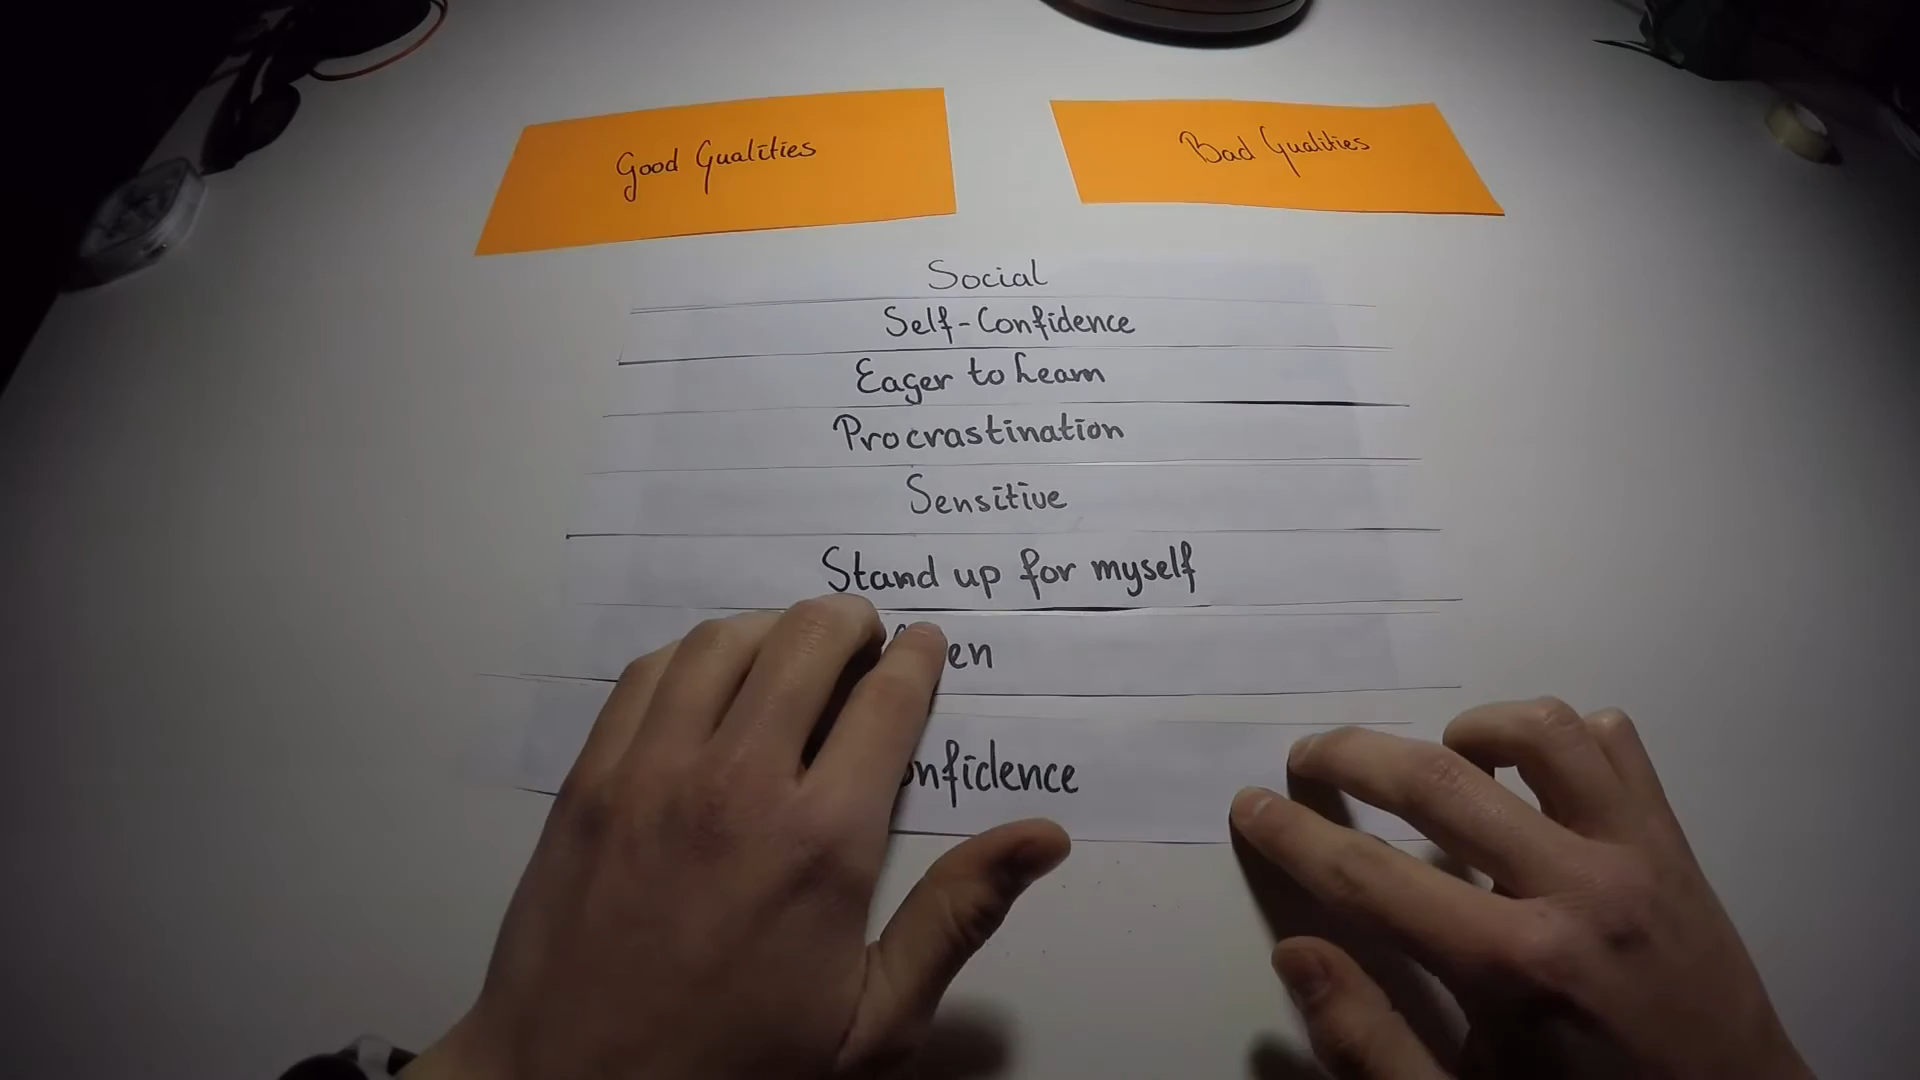 Good Qualities
Bad Qualities
Social
Self-Confidence
Eager to Learn
Procrastination
Sensitive
Stand up for myself